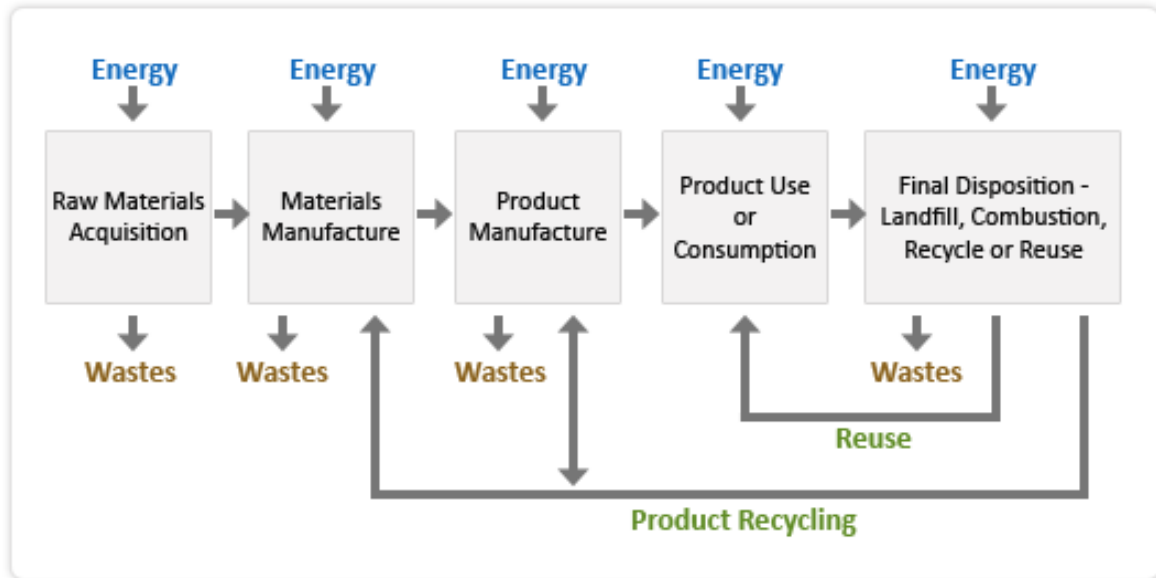 Energy
Energy
Energy
Energy
Energy
Raw Materials
Acquisition
Materials
Manufacture
Product
Manufacture
Product Use
or
Consumption
Final Disposition -
Landfill, Combustion,
Recycle or Reuse
Wastes
Wastes
Wastes
Wastes
Reuse
Product Recycling